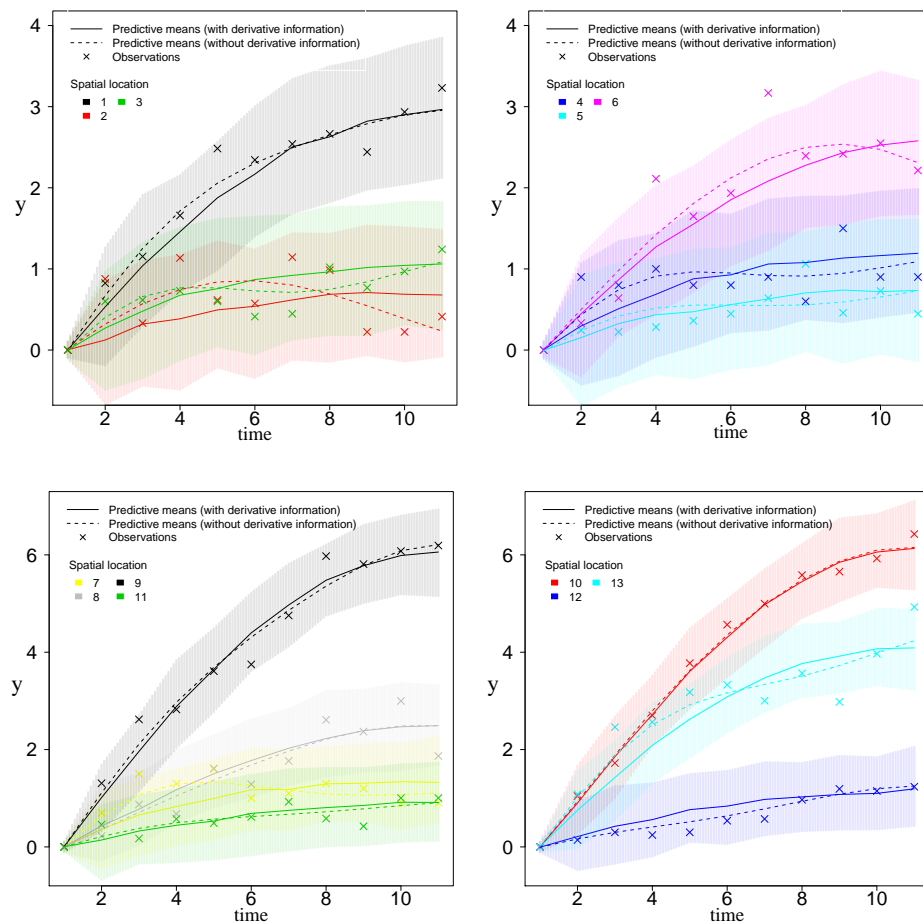 Predictive means (with derivative information)
Predictive means (without derivative information)
Observations
Spatial location
1 3
2
y
4
3
2
1
0
2 4 6 8 10
time
Predictive means (with derivative information)
Predictive means (without derivative information)
Observations
Spatial location
4 6
5
y
4
3
2
1
0
2 4 6 8 10
time
Predictive means (with derivative information)
Predictive means (without derivative information)
Observations
Spatial location
7 9
8 11
y
6
4
2
0
2 4 6 8 10
time
Predictive means (with derivative information)
Predictive means (without derivative information)
Observations
Spatial location
10 13
12
y
6
4
2
0
2 4 6 8 10
time